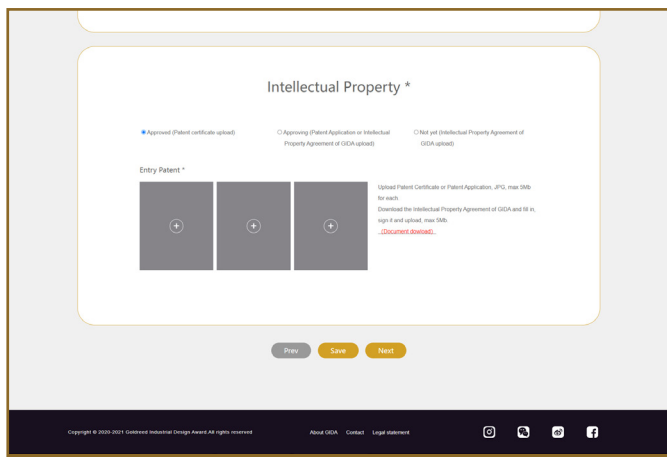 Intellectual Property *
Approved (Patent certificate upload)
Approving (Patent Application or Intellectual
Property Agreement of GIDA upload)
Not yet (Intellectual Property Agreement of
GIDA upload)
Entry Patent *
Upload Patent Certificate or Patent Application, JPG, max 5Mb
for each
Download the Intellectual Property Agreement of GIDA and fill in,
sign it and upload, max 5Mb
(Document dowload)
Prev Save Next
Copyright © 2020-2021 Goldreed Industrial Design Award.All rights reserved About GIDA Contact Legal statement